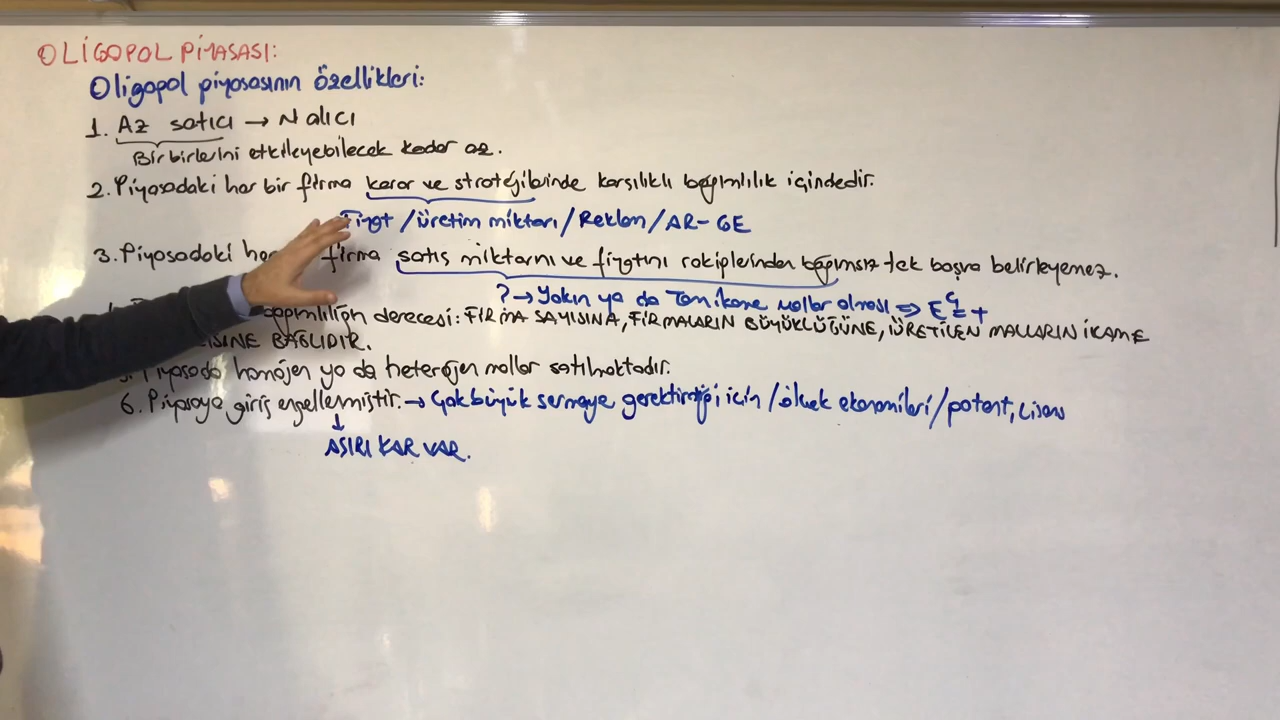 OLİGOPOL PİYASASI:
Oligopol piyasasının özellikleri:
1. Az satıcı → N alıcı
Birbirlerini etkileyebilecek kadar az.
2. Piyasadaki her bir firma karar ve stratejilerinde karşılıklı bağımlılık içindedir.
Fiyat / üretim miktarı / Reklam / AR-GE
3. Piyasadaki firma satış miktarını ve fiyatını rakiplerinden bağımsız tek başına belirleyemez.
? → Yakın ya da Tam ikame mallar olması ⇒ E ç = +
bağımlılığın derecesi: FİRMA SAYISINA, FİRMALARIN BÜYÜKLÜĞÜNE, ÜRETİLEN MALLARIN İKAME
BAĞLIDIR.
Piyasada homojen ya da heterojen mallar satılmaktadır.
6. Piyasaya giriş engellenmiştir. → Çok büyük sermaye gerektirdiği için / ölçek ekonomileri / patent, lisans
↓
AŞIRI KAR VAR.